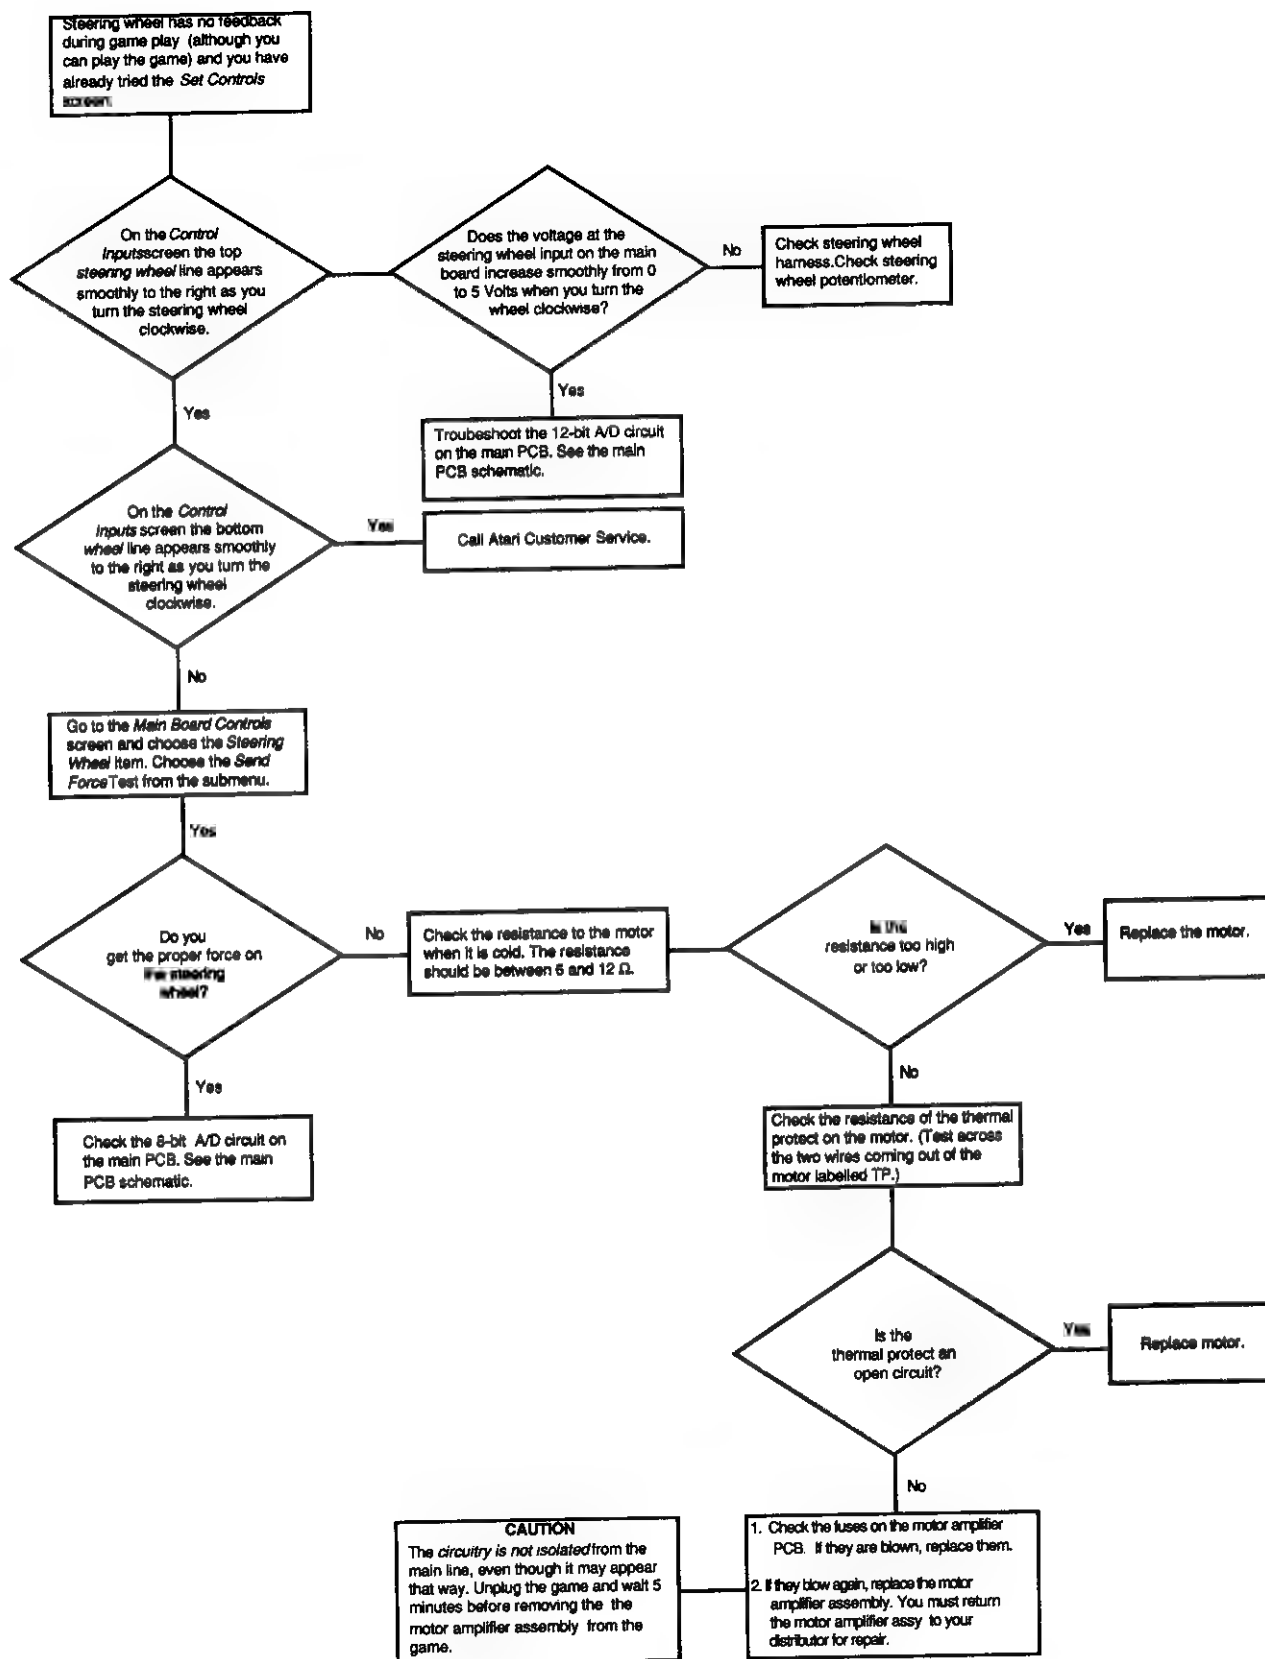 Steering wheel has no feedback
during game play (although you
can play the game) and you have
already tried the Set Controls
screen.
On the Control
Inputsscreen the top
steering wheel line appears
smoothly to the right as you
turn the steering wheel
clockwise.
Does the voltage at the
steering wheel input on the main
board increase smoothly from 0
to 5 Volts when you turn the
wheel clockwise?
No
Check steering wheel
harness.Check steering
wheel potentiometer.
Yes
Yes
Troubeshoot the 12-bit A/D circuit
on the main PCB. See the main
PCB schematic.
On the Control
Inputs screen the bottom
wheel line appears smoothly
to the right as you turn the
steering wheel
clockwise.
Yes
Call Atari Customer Service.
No
Go to the Main Board Controls
screen and choose the Steering
Wheel item. Choose the Send
ForceTest from the submenu.
Yes
Do you
get the proper force on
the steering
wheel?
No
Check the resistance to the motor
when it is cold. The resistance
should be between 6 and 12 Ω.
Is the
resistance too high
or too low?
Yes
Replace the motor.
Yes
No
Check the 8-bit A/D circuit on
the main PCB. See the main
PCB schematic.
Check the resistance of the thermal
protect on the motor. (Test across
the two wires coming out of the
motor labelled TP.)
Is the
thermal protect an
open circuit?
Yes
Replace motor.
No
CAUTION
The circuitry is not isolated from the
main line, even though it may appear
that way. Unplug the game and wait 5
minutes before removing the the
motor amplifier assembly from the
game.
1. Check the fuses on the motor amplifier
PCB. If they are blown, replace them.
2. If they blow again, replace the motor
amplifier assembly. You must return
the motor amplifier assy to your
distributor for repair.